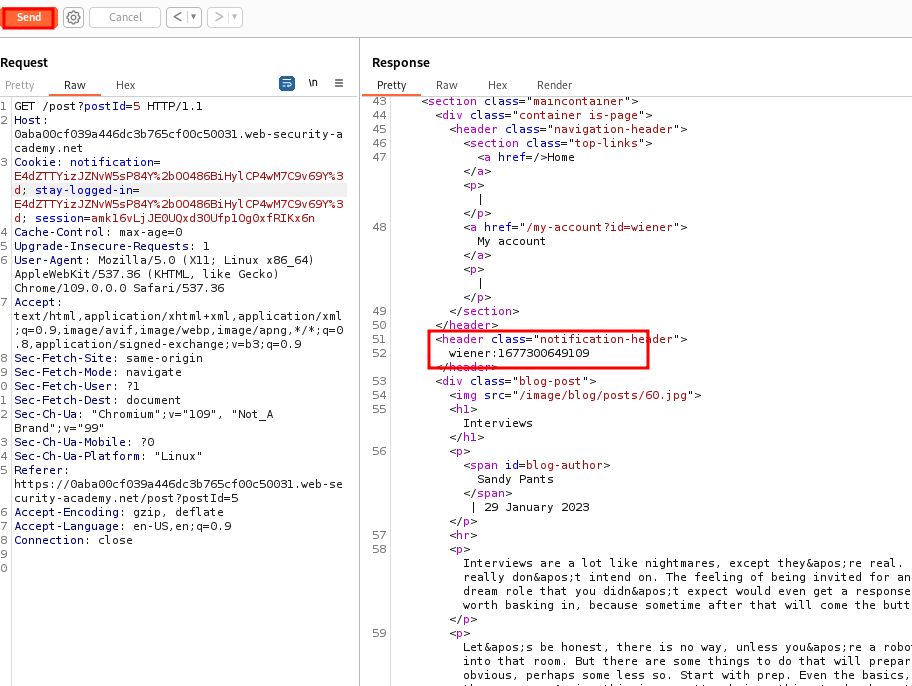 Send
Cancel
<
>
Request
Pretty
Raw
Hex
\n
1 GET /post?postId=5 HTTP/1.1
2 Host:
0aba00cf039a446dc3b765cf00c50031.web-security-a
cademy.net
3 Cookie: notification=
E4dZTTYizJZNvW5sP84Y%2bOO486BiHylCP4wM7C9v69Y%3
d; stay-logged-in=
E4dZTTYizJZNvW5sP84Y%2bOO486BiHylCP4wM7C9v69Y%3
d; session=amk16vLjJE0UQxd30Ufp1Og0xfRIKx6n
4 Cache-Control: max-age=0
5 Upgrade-Insecure-Requests: 1
6 User-Agent: Mozilla/5.0 (X11; Linux x86_64)
AppleWebKit/537.36 (KHTML, like Gecko)
Chrome/109.0.0.0 Safari/537.36
7 Accept:
text/html,application/xhtml+xml,application/xml
;q=0.9,image/avif,image/webp,image/apng,*/*;q=0
.8,application/signed-exchange;v=b3;q=0.9
8 Sec-Fetch-Site: same-origin
9 Sec-Fetch-Mode: navigate
0 Sec-Fetch-User: ?1
1 Sec-Fetch-Dest: document
2 Sec-Ch-Ua: "Chromium";v="109", "Not_A
Brand";v="99"
3 Sec-Ch-Ua-Mobile: ?0
4 Sec-Ch-Ua-Platform: "Linux"
5 Referer:
https://0aba00cf039a446dc3b765cf00c50031.web-se
curity-academy.net/post?postId=5
6 Accept-Encoding: gzip, deflate
7 Accept-Language: en-US,en;q=0.9
8 Connection: close
9
0
Response
Pretty
Raw
Hex
Render
43 <section class="maincontainer">
44 <div class="container is-page">
45 <header class="navigation-header">
46 <section class="top-links">
47 <a href=/>Home
</a>
<p>
|
</p>
48 <a href="/my-account?id=wiener">
My account
</a>
<p>
|
</p>
49 </section>
50 </header>
51 <header class="notification-header">
52 wiener:1677300649109
</header>
53 <div class="blog-post">
54 <img src="/image/blog/posts/60.jpg">
55 <h1>
Interviews
</h1>
56 <p>
<span id=blog-author>
Sandy Pants
</span>
| 29 January 2023
</p>
57 <hr>
58 <p>
Interviews are a lot like nightmares, except they&apos;re real.
really don&apos;t intend on. The feeling of being invited for an
dream role that you didn&apos;t expect would even get a response
worth basking in, because sometime after that will come the butt
</p>
59 <p>
Let&apos;s be honest, there is no way, unless you&apos;re a robo
into that room. But there are some things to do that will prepar
obvious, perhaps some less so. Start with prep. Even the basics,